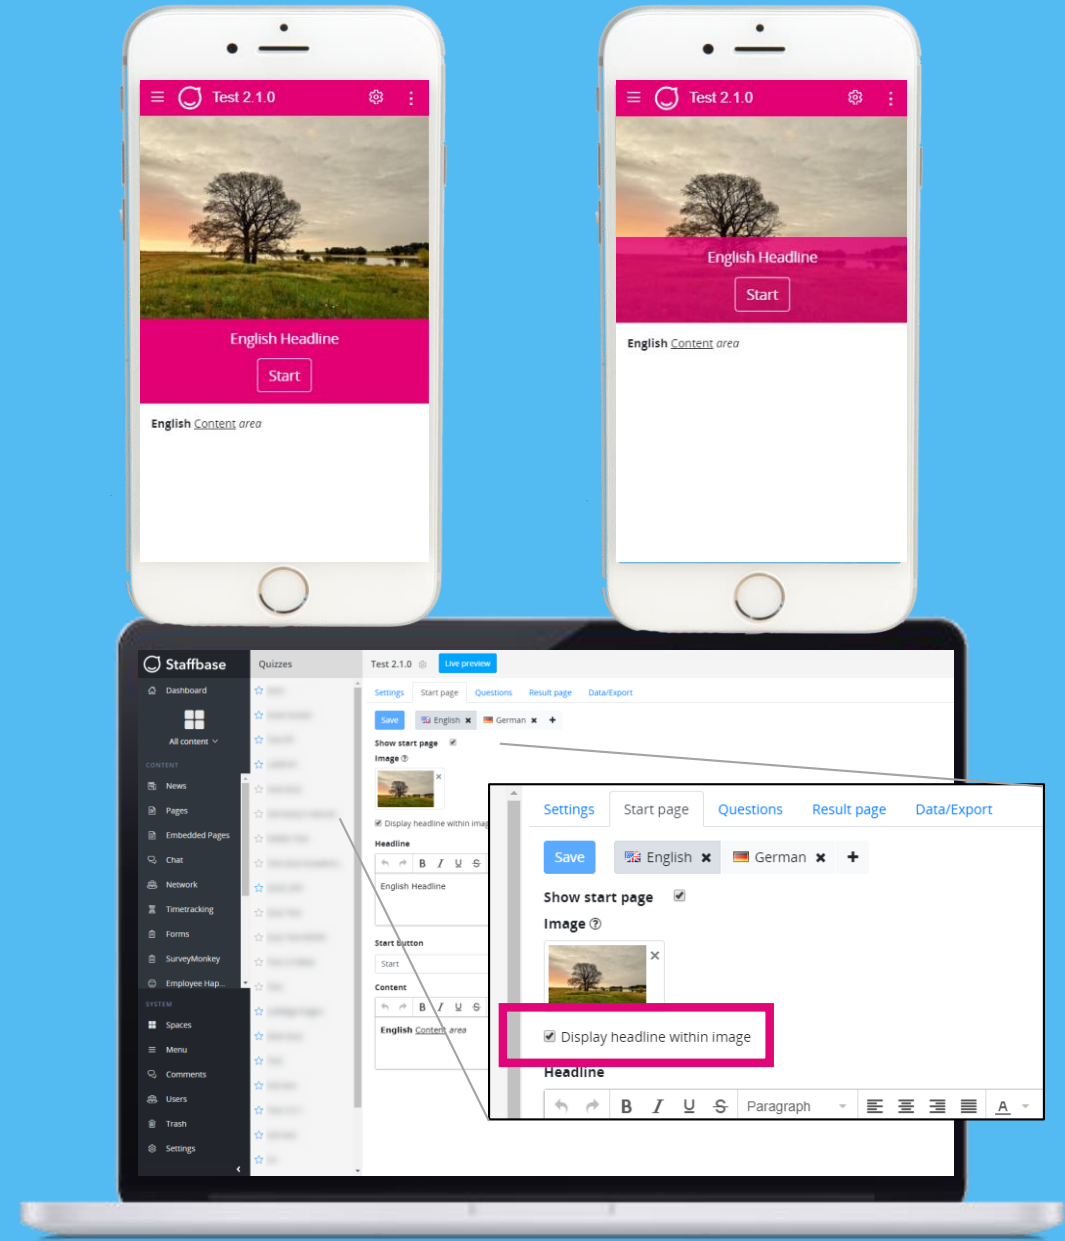 Test 2.1.0
English Headline
Start
English Content area
Test 2.1.0
English Headline
Start
English Content area
Staffbase
Quizzes
Test 2.1.0
Live preview
Dashboard
All content
CONTENT
News
Pages
Embedded Pages
Chat
Network
Timetracking
Forms
SurveyMonkey
Employee Hap...
SYSTEM
Spaces
Menu
Comments
Users
Trash
Settings
Settings Start page Questions Result page Data/Export
Save English German
Show start page
Image
Display headline within imag
Headline
B I U S
English Headline
Start button
Start
Content
B I U S
English Content area
Settings Start page Questions Result page Data/Export
Save English German
Show start page
Image
Display headline within image
Headline
B I U S Paragraph A